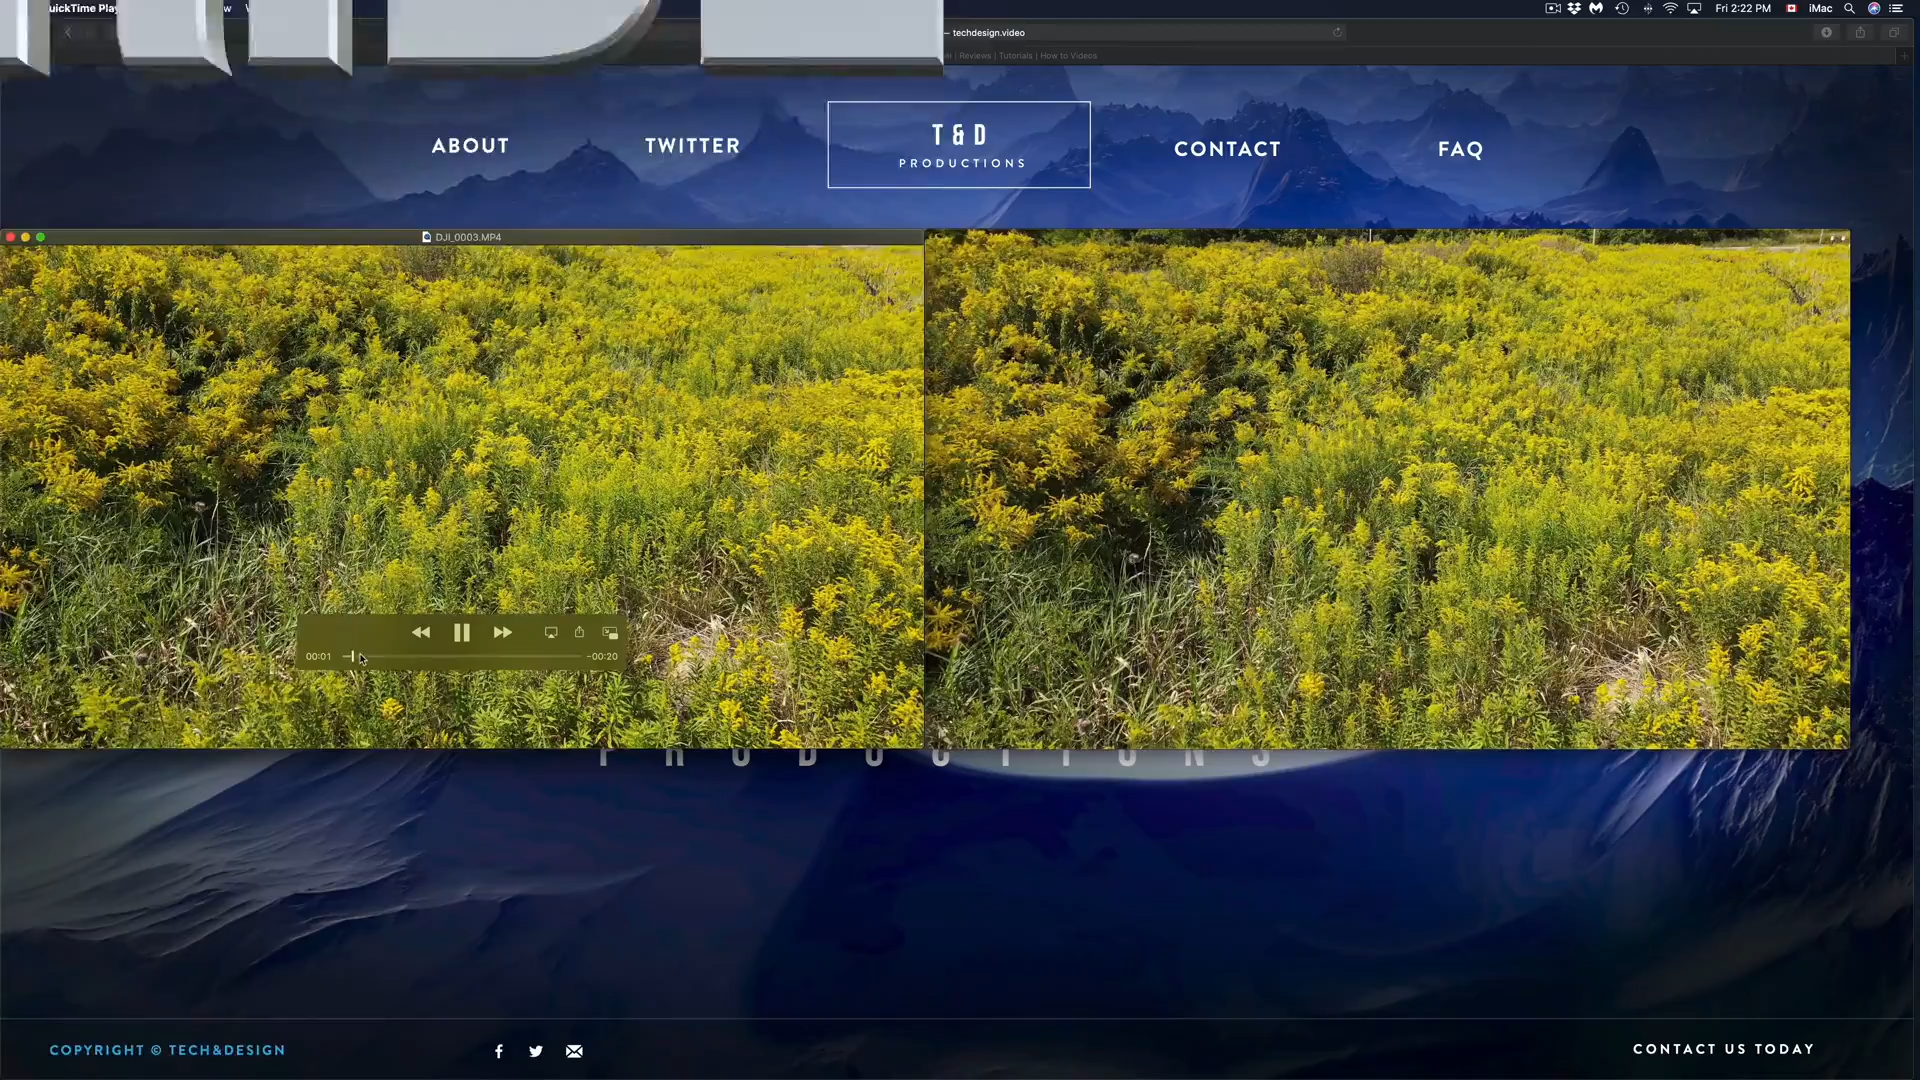 uickTime Play
Fri 2:22 PM
iMac
techdesign.video
| Reviews | Tutorials | How to Videos
ABOUT
TWITTER
T & D
PRODUCTIONS
CONTACT
FAQ
DJI_0003.MP4
00:01
-00:20
PRODUCTIONS
COPYRIGHT © TECH&DESIGN
CONTACT US TODAY